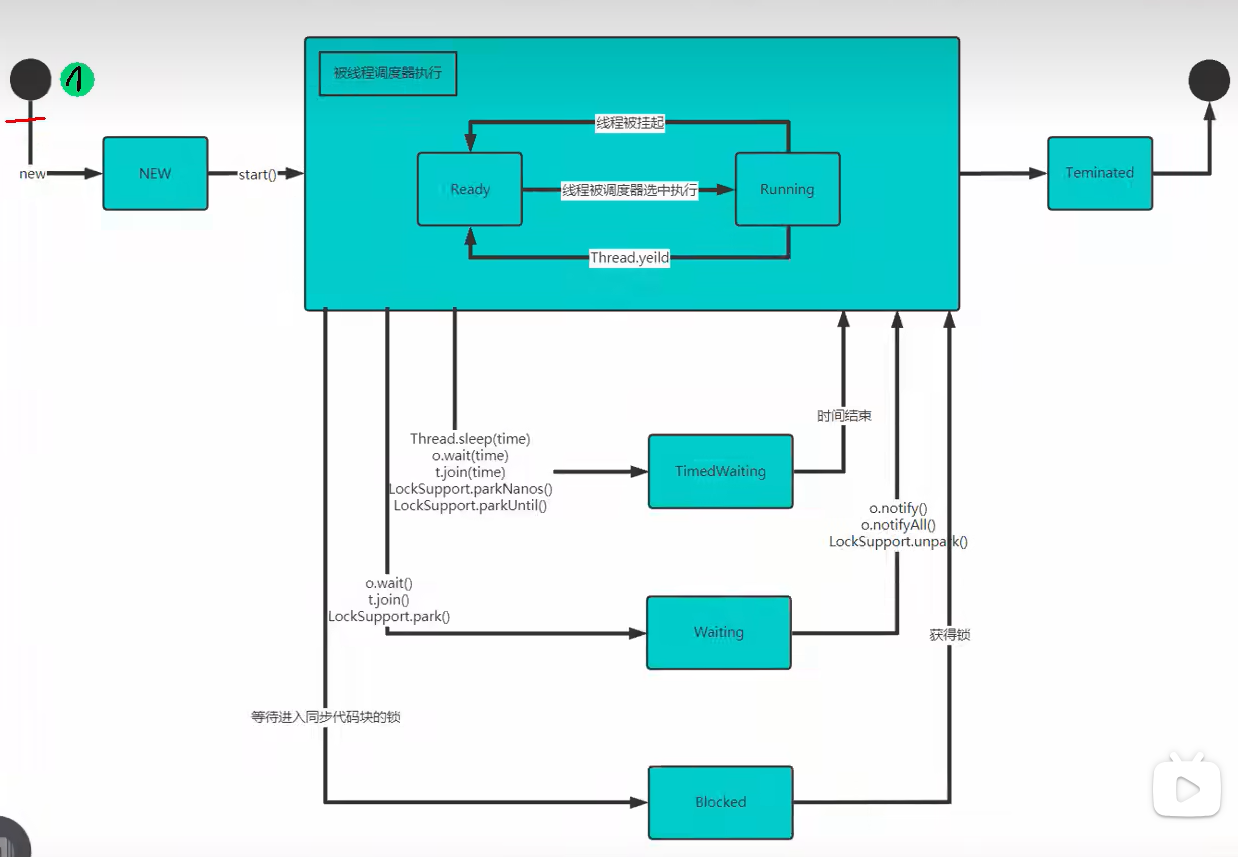 1
被线程调度器执行
线程被挂起
new
NEW
start()
Ready
线程被调度器选中执行
Running
Teminated
Thread.yeild
时间结束
Thread.sleep(time)
o.wait(time)
t.join(time)
LockSupport.parkNanos()
LockSupport.parkUntil()
TimedWaiting
o.notify()
o.notifyAll()
LockSupport.unpark()
o.wait()
t.join()
LockSupport.park()
Waiting
获得锁
等待进入同步代码块的锁
Blocked